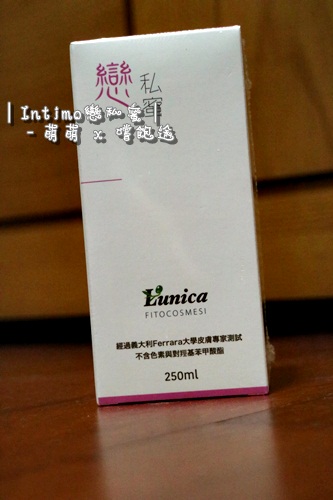 戀
私蜜
| Intimo戀私蜜 |
- 萌萌 x 嚐飽透
Lunica
FITOCOSMESI
經過義大利Ferrara大學皮膚專家測試
不含色素與對羥基苯甲酸酯
250ml